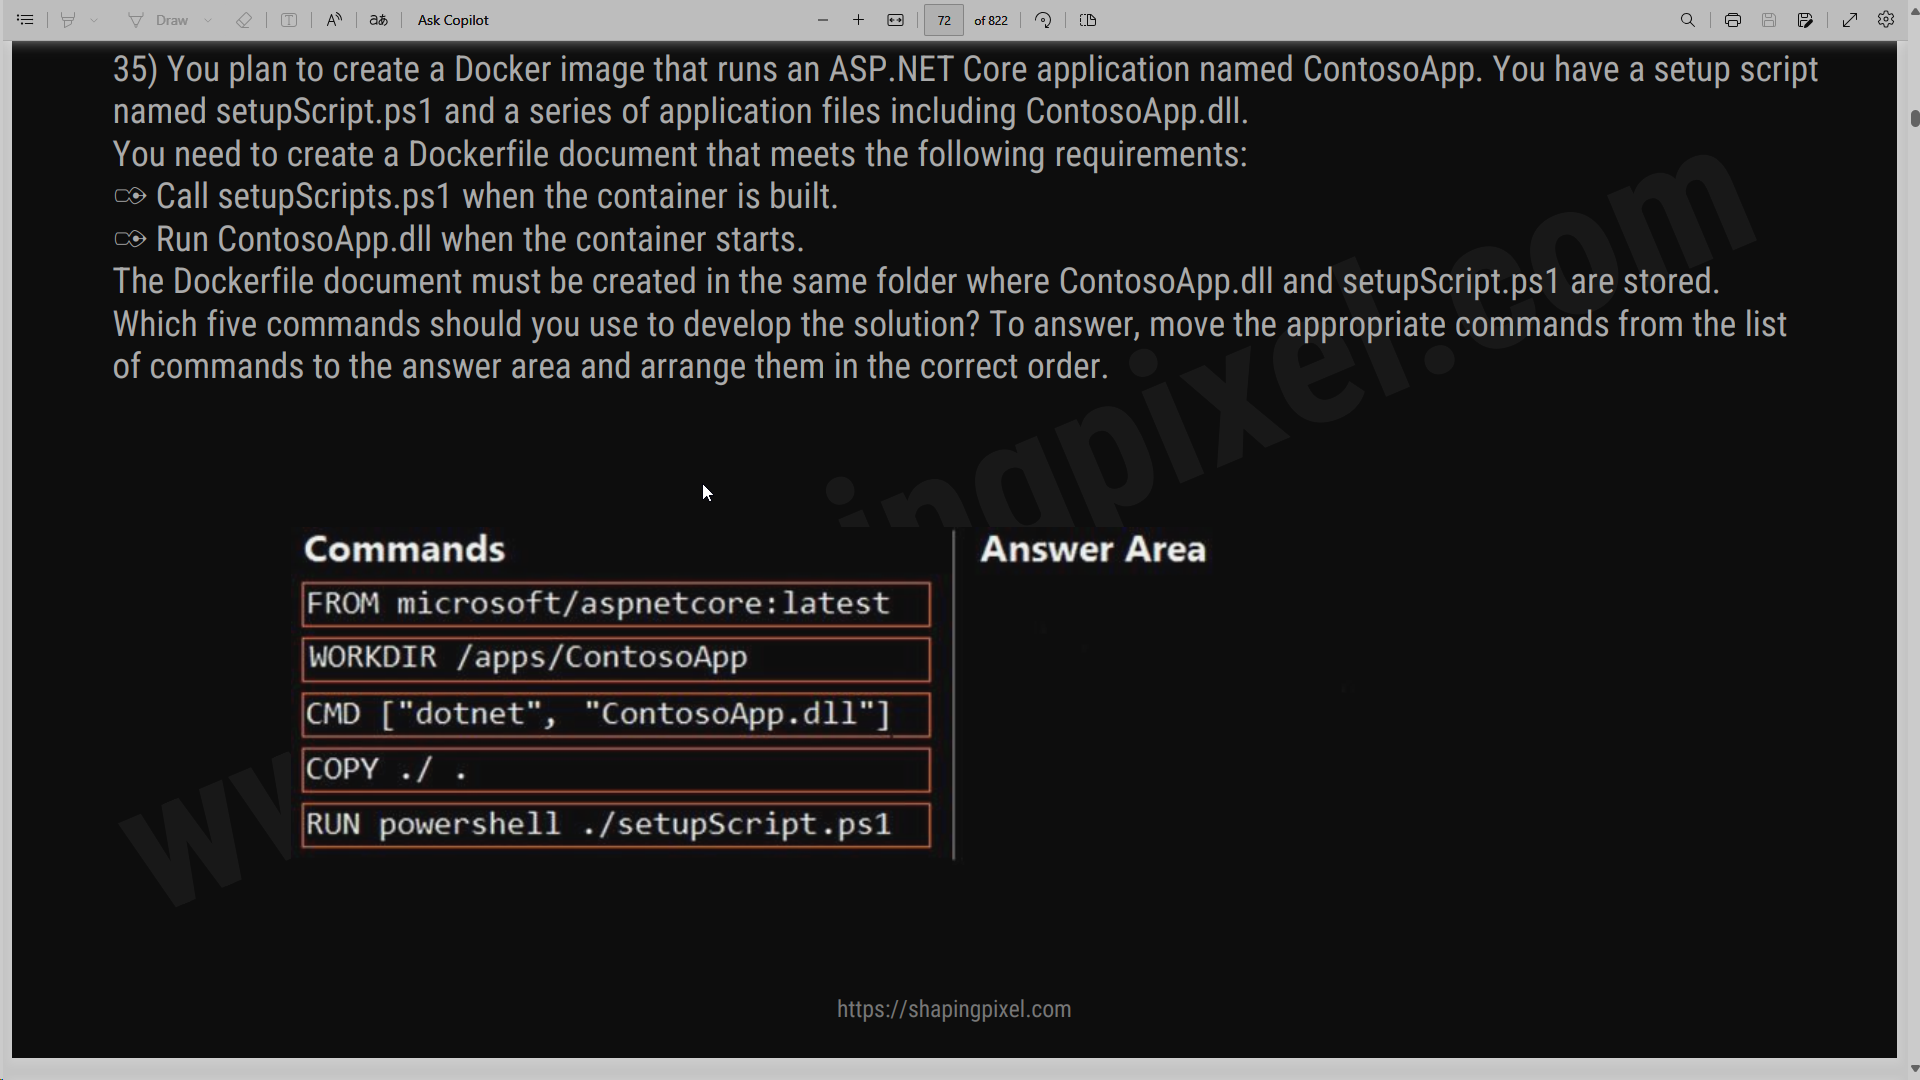 Draw
Ask Copilot
72 of 822
35) You plan to create a Docker image that runs an ASP.NET Core application named ContosoApp. You have a setup script
named setupScript.ps1 and a series of application files including ContosoApp.dll.
You need to create a Dockerfile document that meets the following requirements:
Call setupScripts.ps1 when the container is built.
Run ContosoApp.dll when the container starts.
The Dockerfile document must be created in the same folder where ContosoApp.dll and setupScript.ps1 are stored.
Which five commands should you use to develop the solution? To answer, move the appropriate commands from the list
of commands to the answer area and arrange them in the correct order.
Commands
Answer Area
FROM microsoft/aspnetcore:latest
WORKDIR /apps/ContosoApp
CMD ["dotnet", "ContosoApp.dll"]
COPY ./ .
RUN powershell ./setupScript.ps1
https://shapingpixel.com